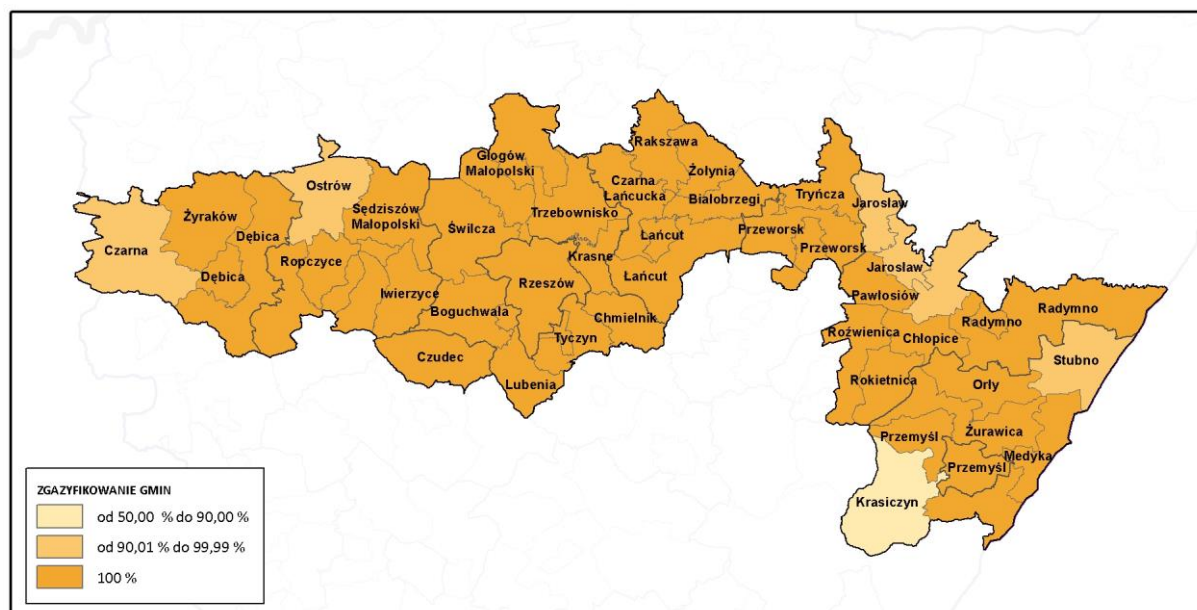 Rakszawa
Głogów
Małopolski
Żołynia
Ostrów
Czarna
Łańcucka
Białobrzegi
Tryńcza
Jarosław
Żyraków
Sędziszów
Małopolski
Trzebownisko
Świlcza
Dębica
Czarna
Łańcut
Przeworsk
Przeworsk
Krasne
Ropczyce
Dębica
Rzeszów
Łańcut
Jarosław
Iwierzyce
Pawłosiów
Boguchwała
Chmielnik
Radymno
Radymno
Roźwienica
Chłopice
Tyczyn
Czudec
Stubno
Lubenia
Rokietnica
Orły
Żurawica
Przemyśl
Medyka
Przemyśl
Krasiczyn
ZGAZYFIKOWANIE GMIN
od 50,00 % do 90,00 %
od 90,01 % do 99,99 %
100 %